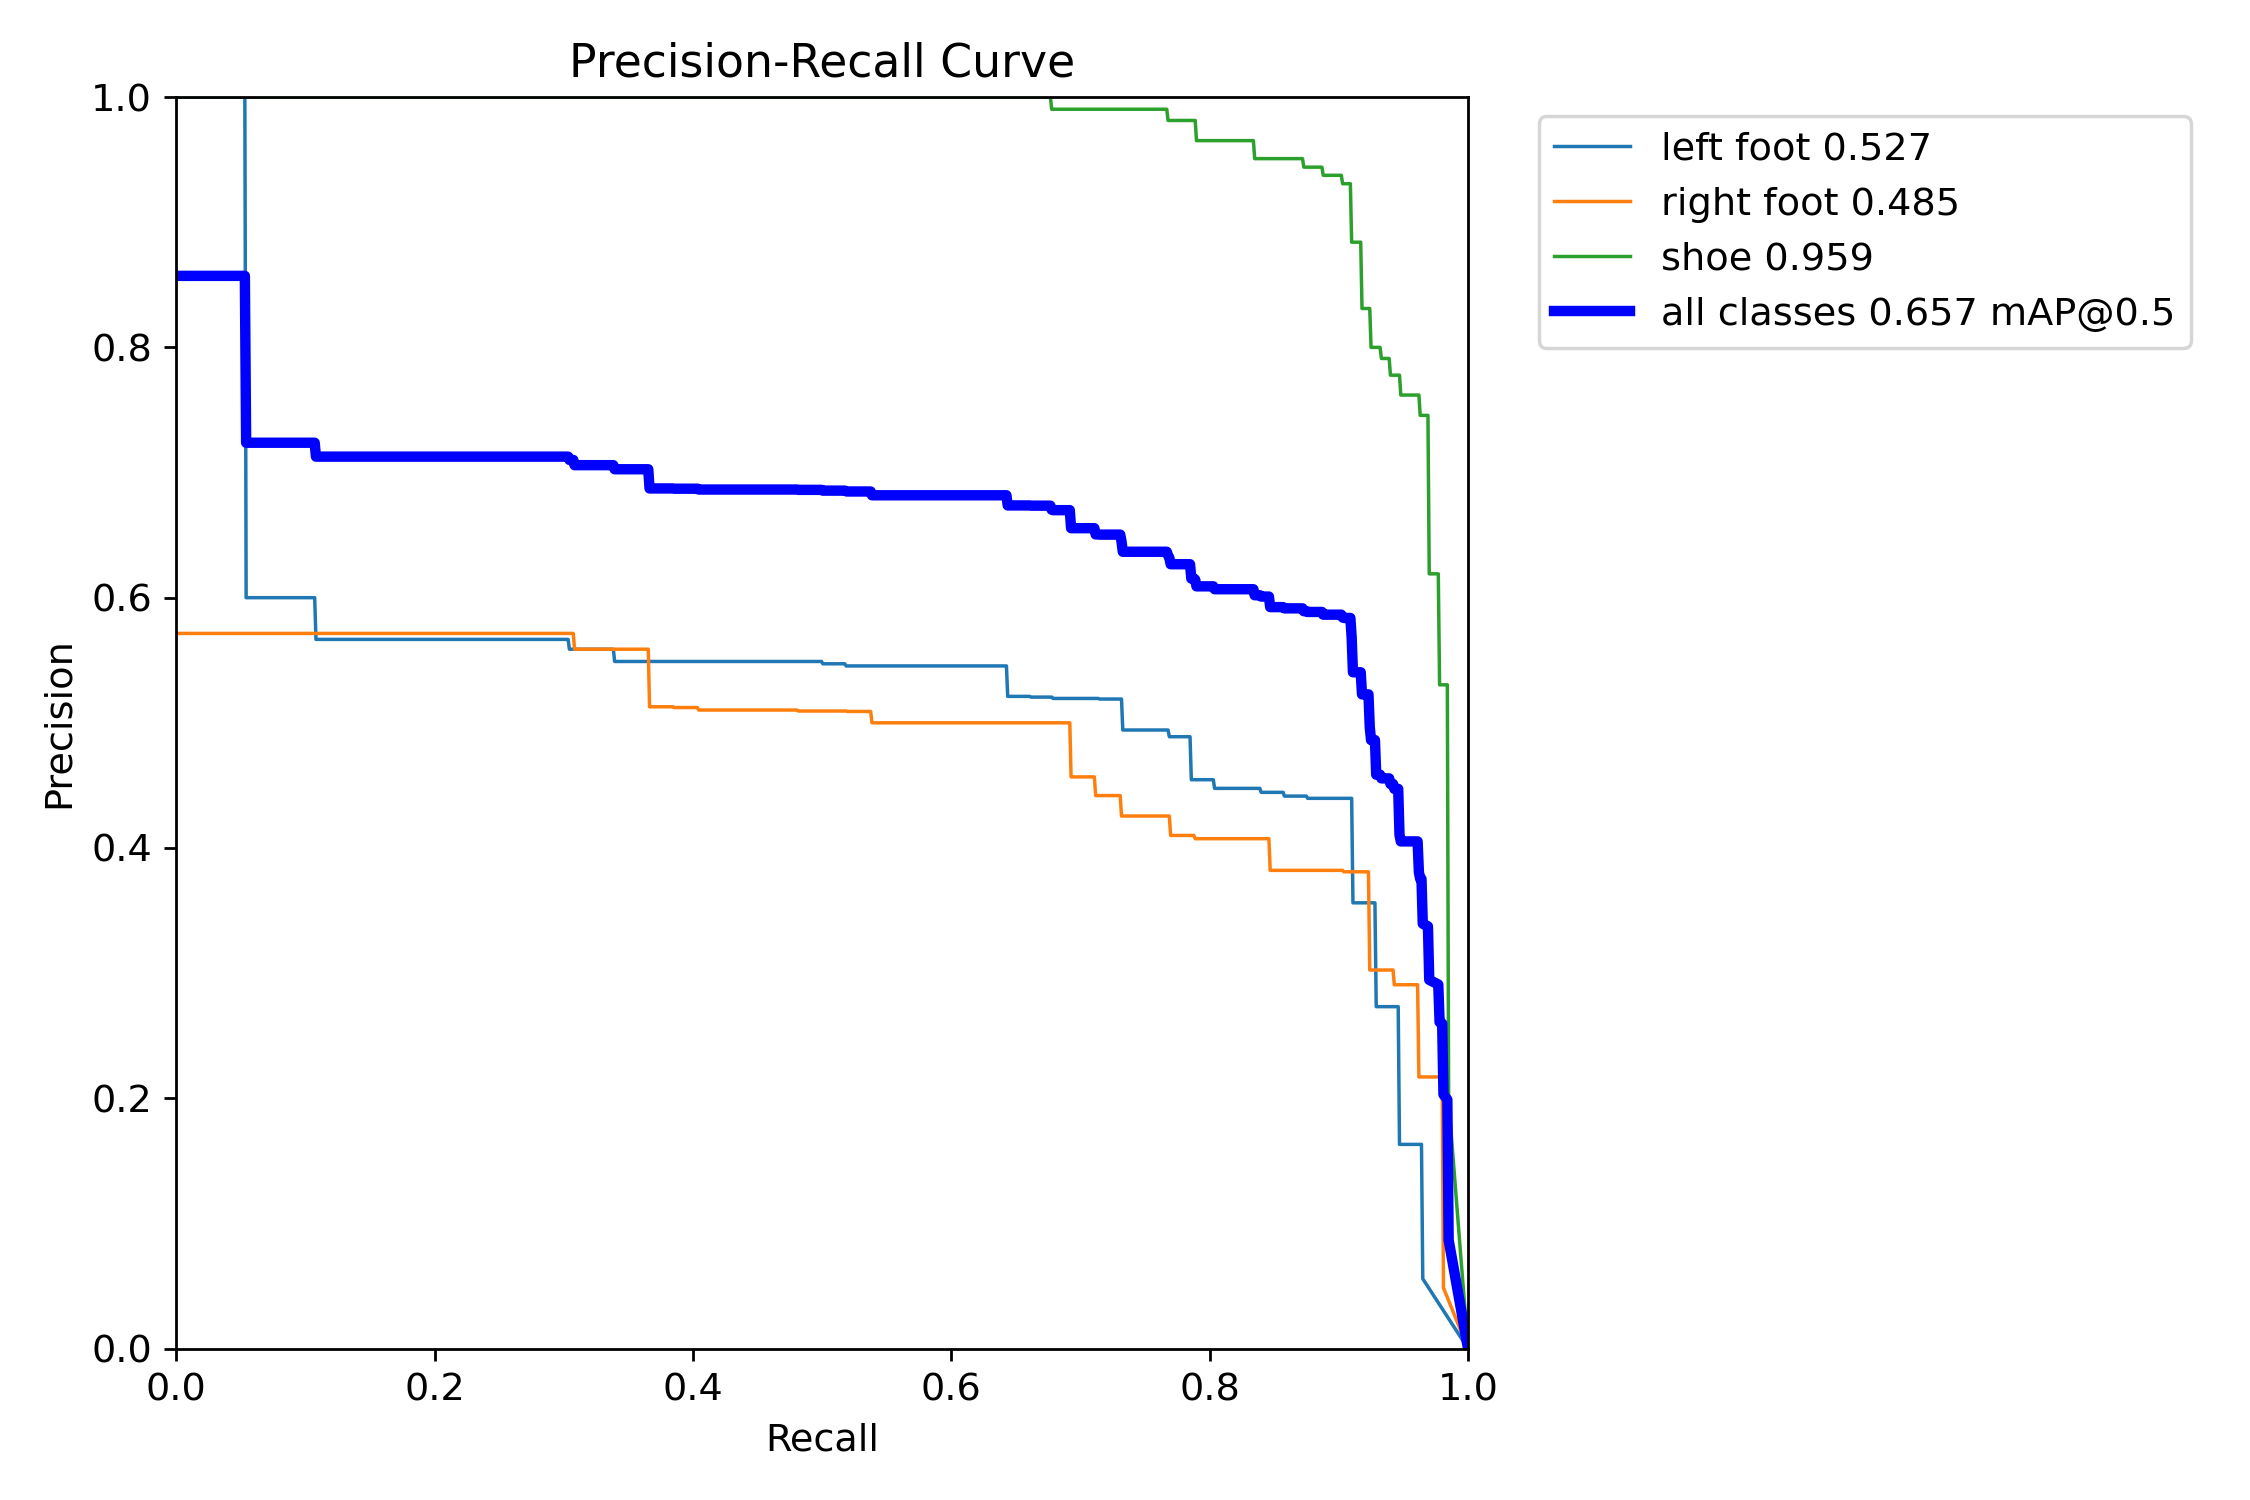 Precision-Recall Curve
1.0
0.8
0.6
0.4
0.2
0.0
Precision
0.0 0.2 0.4 0.6 0.8 1.0
Recall
left foot 0.527
right foot 0.485
shoe 0.959
all classes 0.657 mAP@0.5